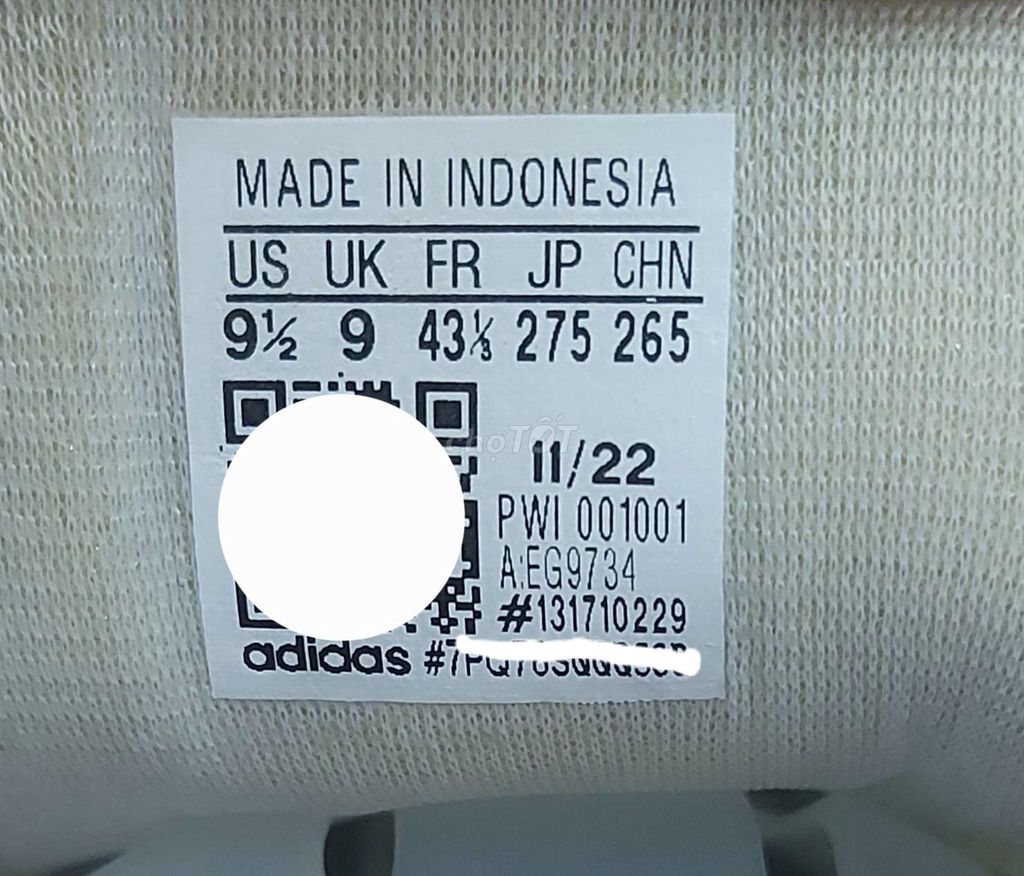 MADE IN INDONESIA
US UK FR JP CHN
9½ 9 43⅓ 275 265
chợTỐT
11/22
PWI 001001
A:EG9734
#131710229
adidas